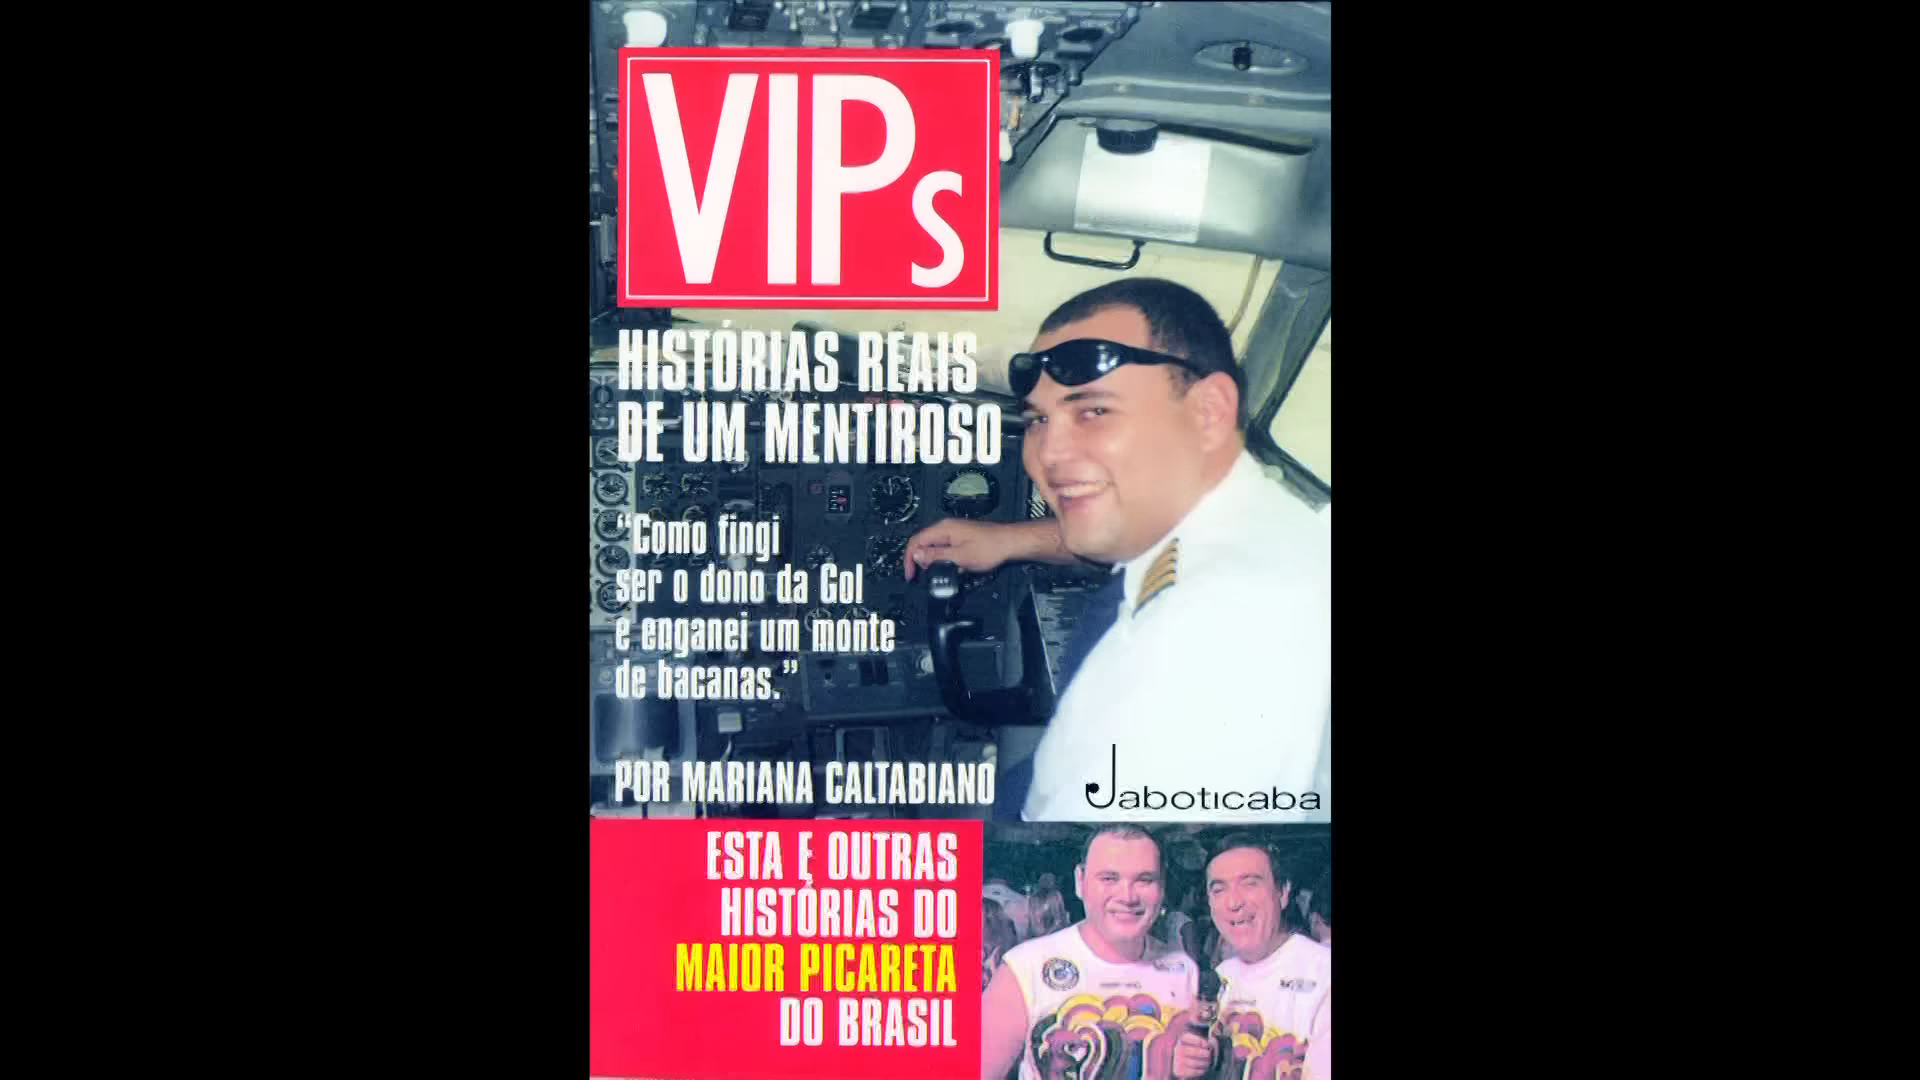 VIPs
HISTÓRIAS REAIS
DE UM MENTIROSO
“Como fingi
ser o dono da Gol
e enganei um monte
de bacanas.”
POR MARIANA CALTABIANO
Jaboticaba
ESTA E OUTRAS
HISTÓRIAS DO
MAIOR PICARETA
DO BRASIL